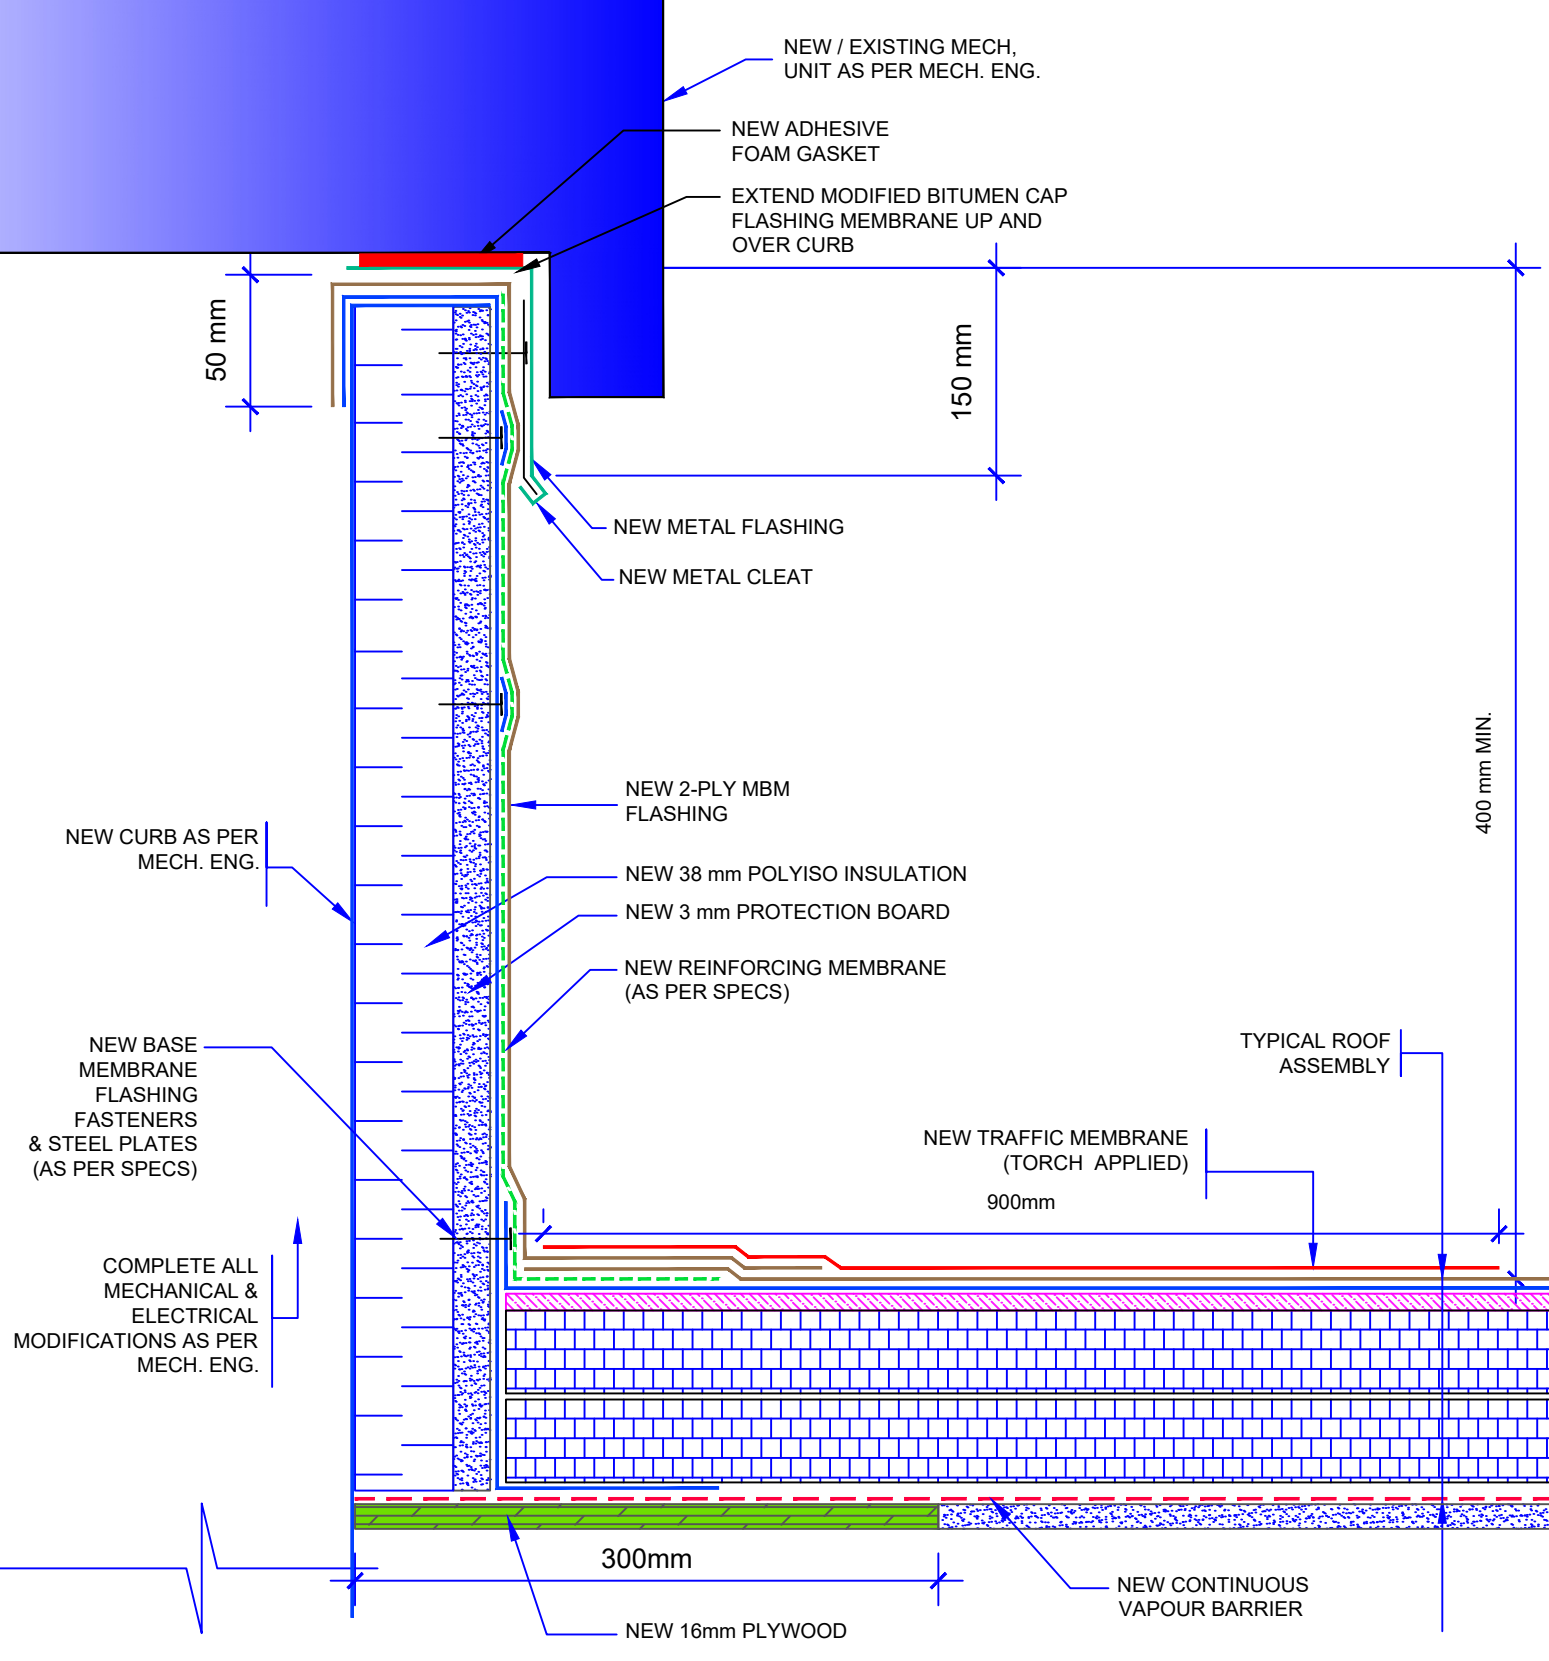 NEW / EXISTING MECH,
UNIT AS PER MECH. ENG.
NEW ADHESIVE
FOAM GASKET
EXTEND MODIFIED BITUMEN CAP
FLASHING MEMBRANE UP AND
OVER CURB
50 mm
150 mm
400 mm MIN.
NEW METAL FLASHING
NEW METAL CLEAT
NEW 2-PLY MBM
FLASHING
NEW CURB AS PER
MECH. ENG.
NEW 38 mm POLYISO INSULATION
NEW 3 mm PROTECTION BOARD
NEW REINFORCING MEMBRANE
(AS PER SPECS)
NEW BASE
MEMBRANE
FLASHING
FASTENERS
& STEEL PLATES
(AS PER SPECS)
TYPICAL ROOF
ASSEMBLY
NEW TRAFFIC MEMBRANE
(TORCH APPLIED)
900mm
COMPLETE ALL
MECHANICAL &
ELECTRICAL
MODIFICATIONS AS PER
MECH. ENG.
300mm
NEW CONTINUOUS
VAPOUR BARRIER
NEW 16mm PLYWOOD